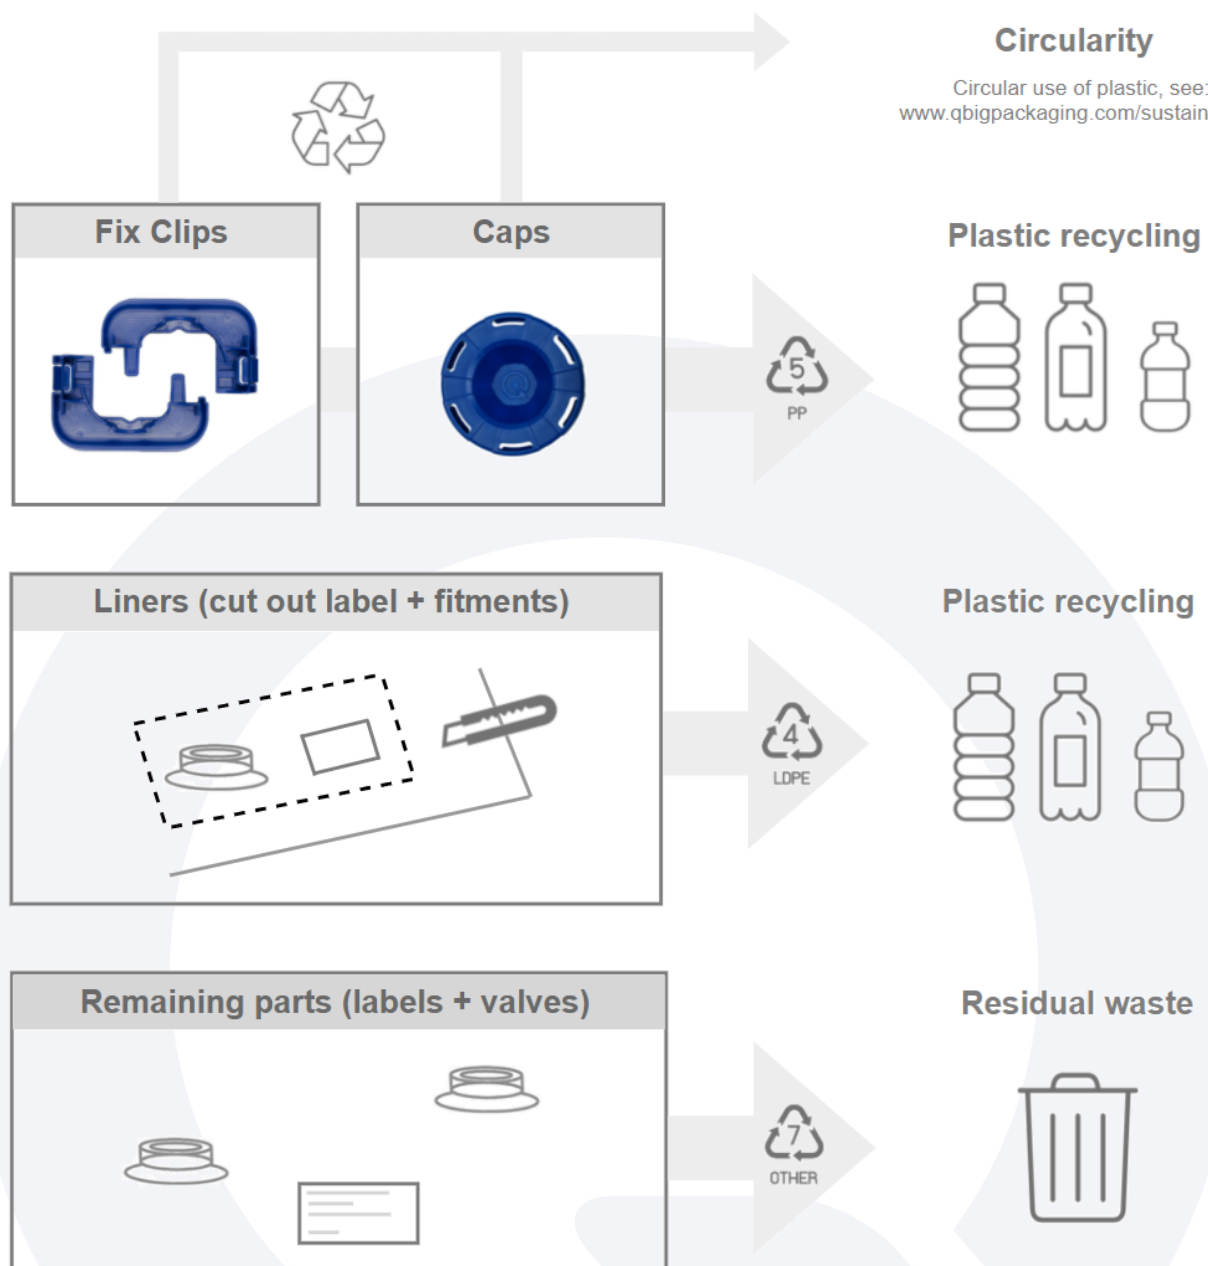 Circularity
Circular use of plastic, see:
www.qbigpackaging.com/sustain
Fix Clips
Caps
Plastic recycling
5
PP
Liners (cut out label + fitments)
Plastic recycling
4
LDPE
Remaining parts (labels + valves)
Residual waste
7
OTHER